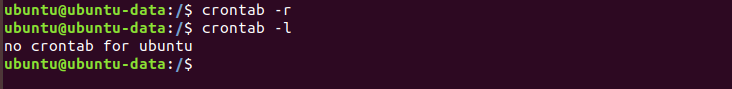 ubuntu@ubuntu-data:/$ crontab -r
ubuntu@ubuntu-data:/$ crontab -l
no crontab for ubuntu
ubuntu@ubuntu-data:/$